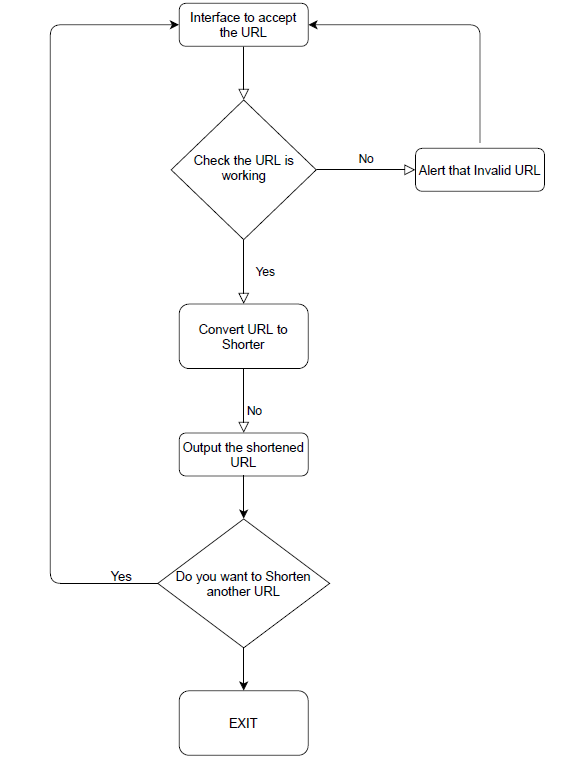 Interface to accept
the URL
Check the URL is
working
No
Alert that Invalid URL
Yes
Convert URL to
Shorter
No
Output the shortened
URL
Yes
Do you want to Shorten
another URL
EXIT